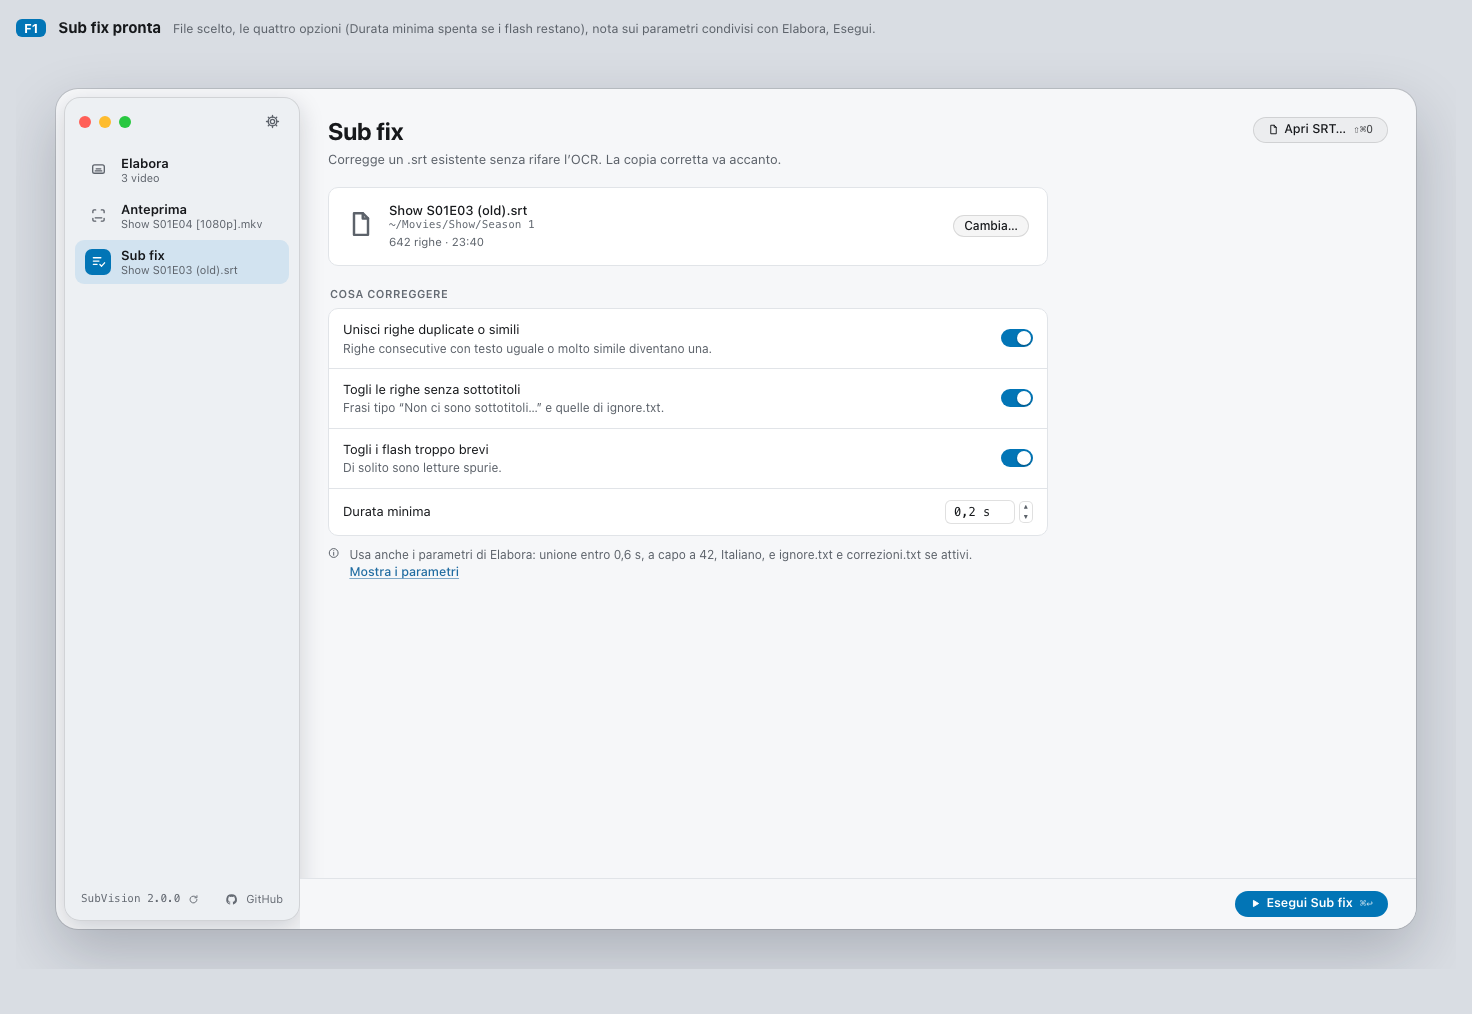 F1 Sub fix pronta File scelto, le quattro opzioni (Durata minima spenta se i flash restano), nota sui parametri condivisi con Elabora, Esegui.
Elabora
3 video
Anteprima
Show S01E04 [1080p].mkv
Sub fix
Show S01E03 (old).srt
SubVision 2.0.0 GitHub
Sub fix
Corregge un .srt esistente senza rifare l'OCR. La copia corretta va accanto.
Apri SRT... ⇧⌘O
Show S01E03 (old).srt
~/Movies/Show/Season 1
642 righe · 23:40
Cambia...
COSA CORREGGERE
Unisci righe duplicate o simili
Righe consecutive con testo uguale o molto simile diventano una.
Togli le righe senza sottotitoli
Frasi tipo “Non ci sono sottotitoli…” e quelle di ignore.txt.
Togli i flash troppo brevi
Di solito sono letture spurie.
Durata minima
0,2 s
Usa anche i parametri di Elabora: unione entro 0,6 s, a capo a 42, Italiano, e ignore.txt e correzioni.txt se attivi.
Mostra i parametri
Esegui Sub fix ⌘↩